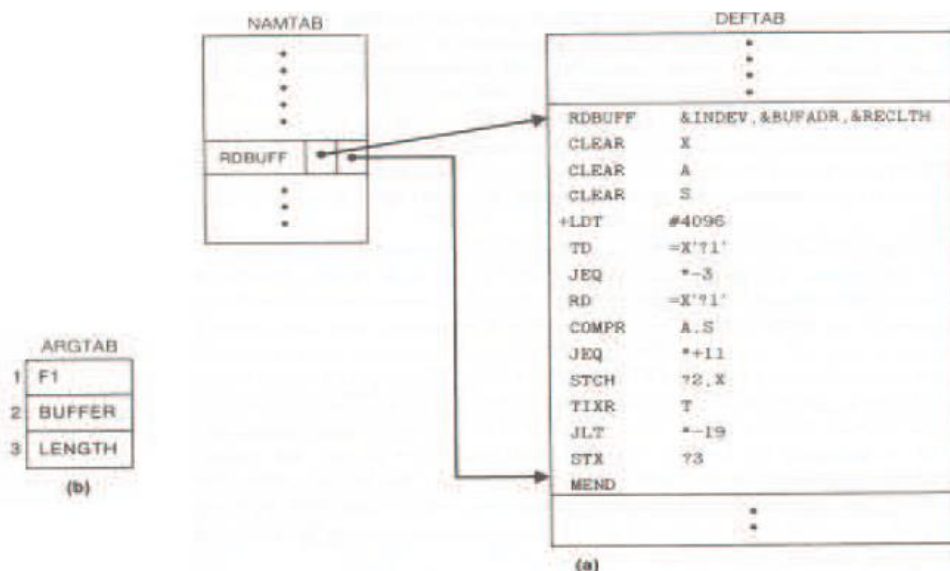 NAMTAB
RDBUFF
ARGTAB
1 F1
2 BUFFER
3 LENGTH
(b)
DEFTAB
RDBUFF &INDEV,&BUFADR,&RECLTH
CLEAR X
CLEAR A
CLEAR S
+LDT #4096
TD =X'?1'
JEQ *-3
RD =X'?1'
COMPR A,S
JEQ *+11
STCH ?2,X
TIXR T
JLT *-19
STX ?3
MEND
(a)